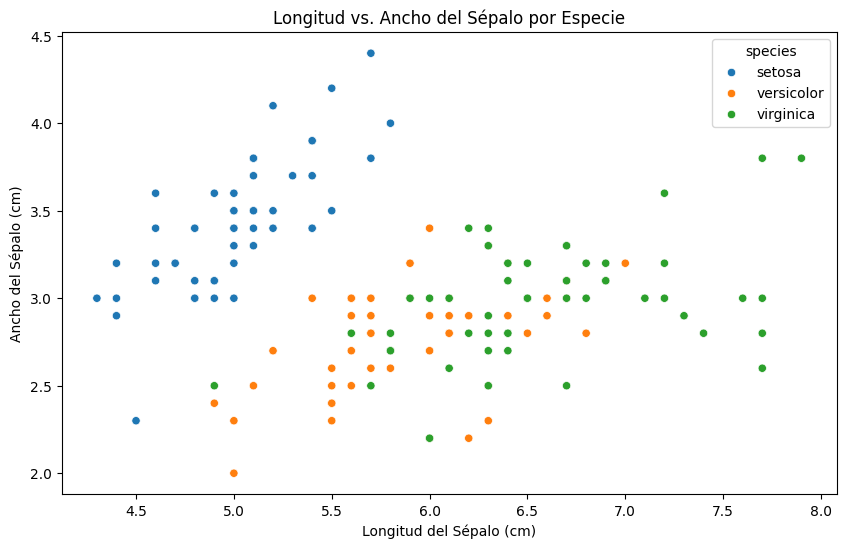 Longitud vs. Ancho del Sépalo por Especie
species
setosa
versicolor
virginica
Ancho del Sépalo (cm)
4.5
4.0
3.5
3.0
2.5
2.0
4.5 5.0 5.5 6.0 6.5 7.0 7.5 8.0
Longitud del Sépalo (cm)